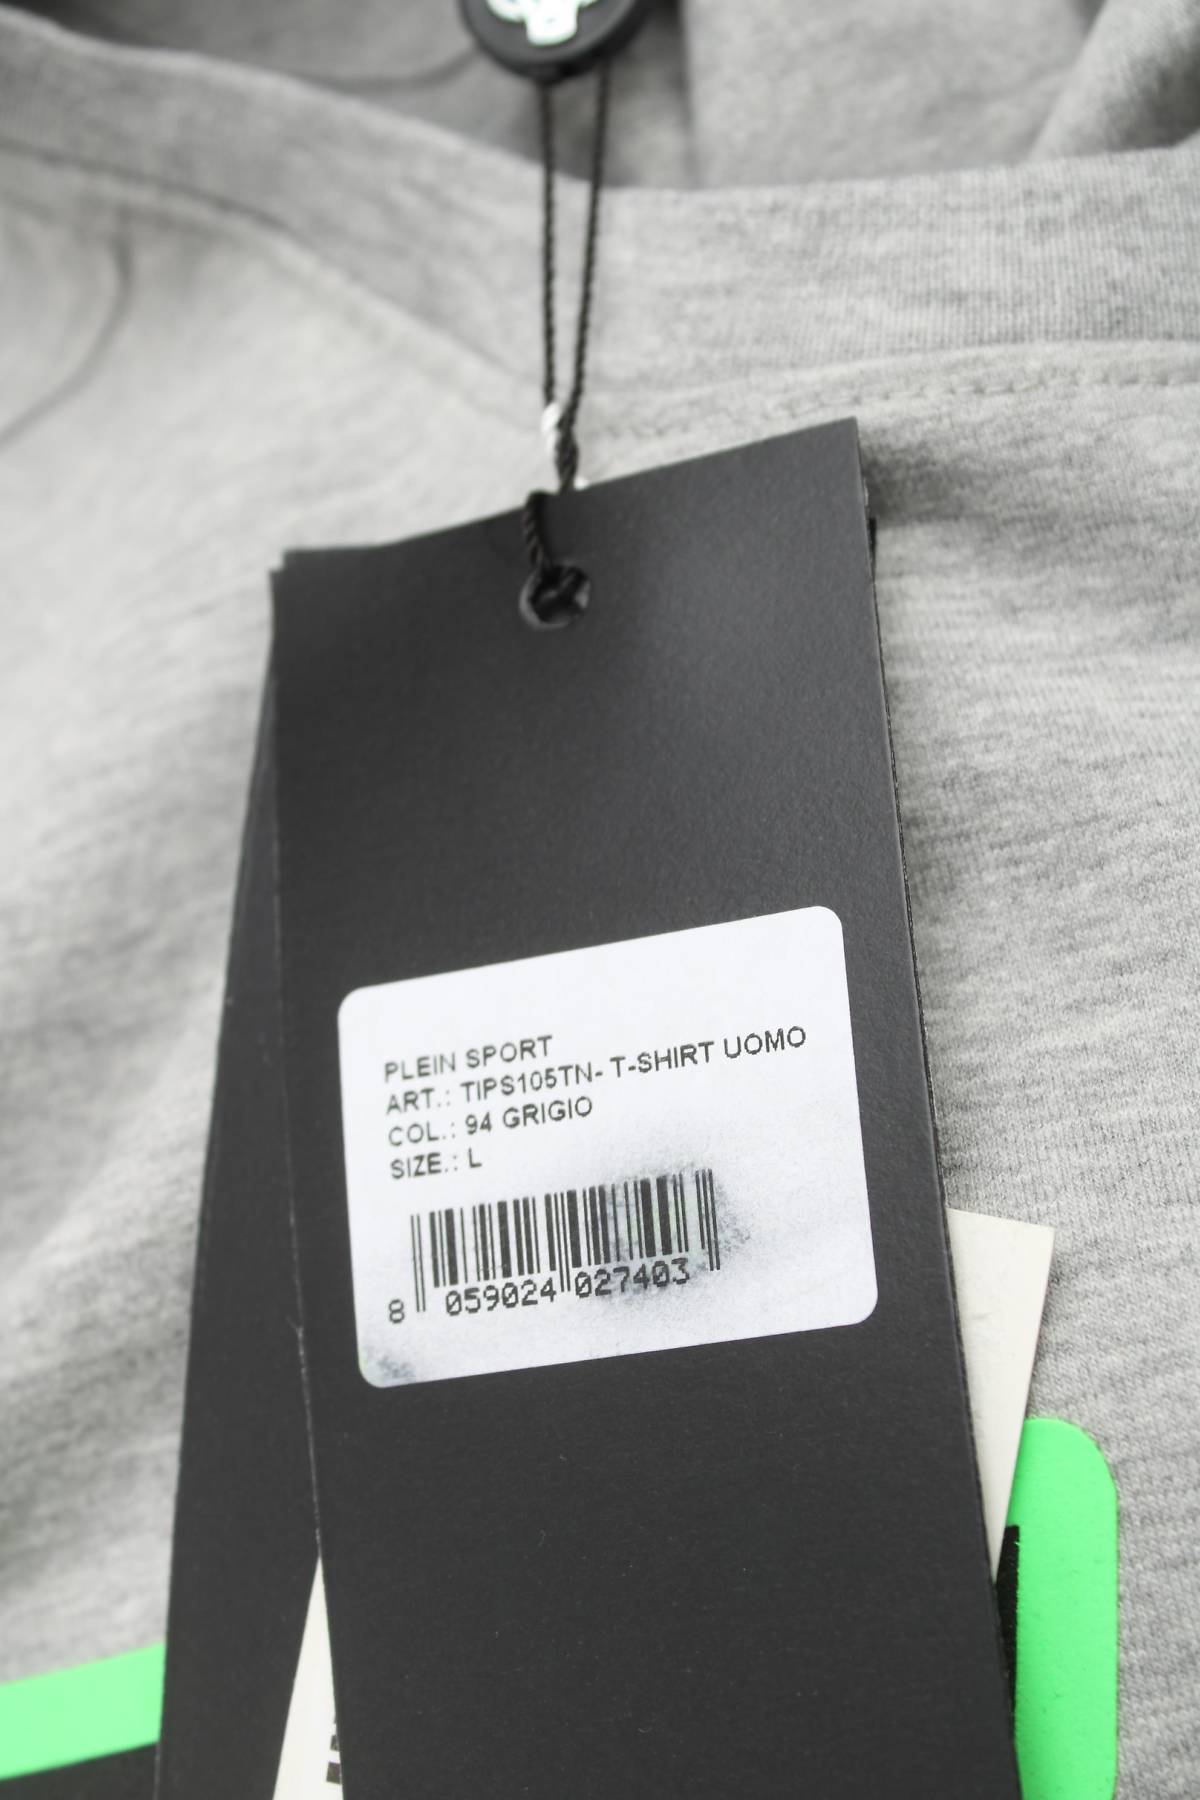 PLEIN SPORT
ART.: TIPS105TN- T-SHIRT UOMO
COL.: 94 GRIGIO
SIZE.: L
8 059024 027403